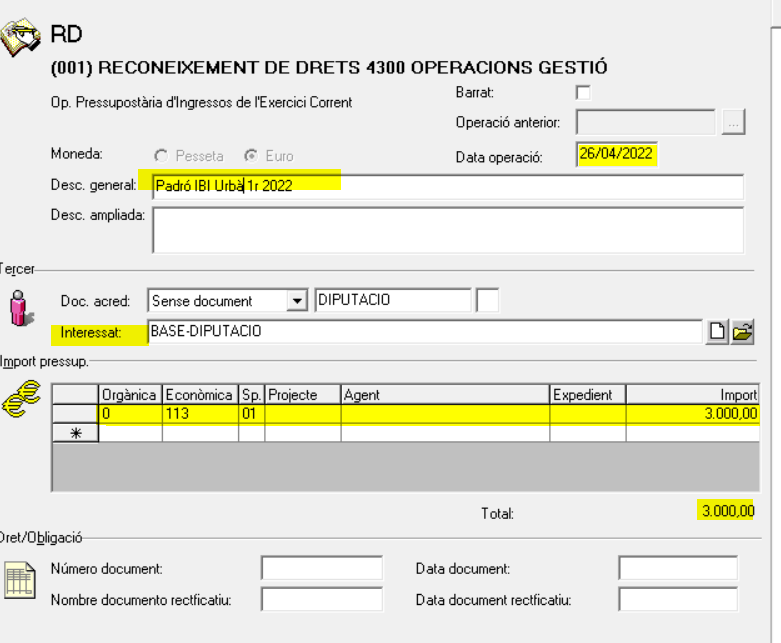 RD
(001) RECONEIXEMENT DE DRETS 4300 OPERACIONS GESTIÓ
Op. Pressupostària d'Ingressos de l'Exercici Corrent
Barrat:
Operació anterior: ...
Moneda: Pesseta Euro
Data operació: 26/04/2022
Desc. general: Padró IBI Urbà 1r 2022
Desc. ampliada:
Tercer
Doc. acred: Sense document DIPUTACIO
Interessat: BASE-DIPUTACIO
Import pressup.
Orgànica Econòmica Sp. Projecte Agent Expedient Import
0 113 01 3.000,00
*
Total: 3.000,00
Dret/Obligació
Número document: Data document:
Nombre documento rectficatiu: Data document rectficatiu: